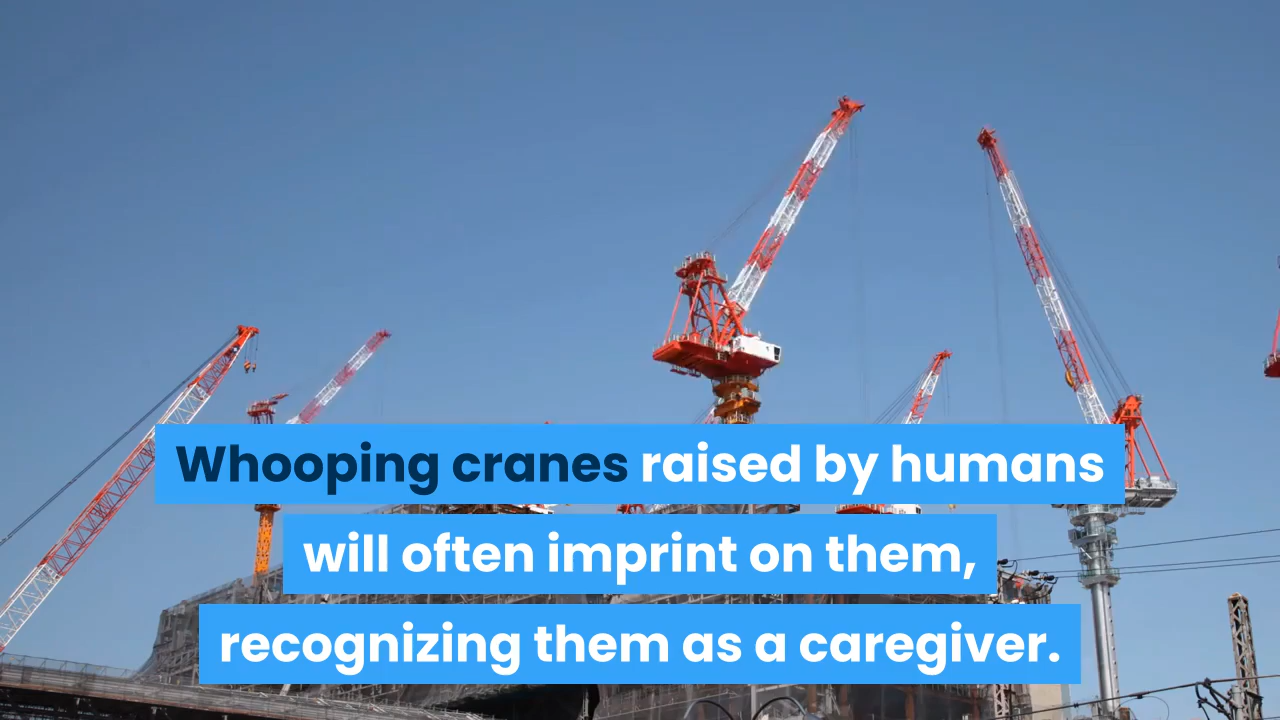 Whooping cranes raised by humans
will often imprint on them,
recognizing them as a caregiver.